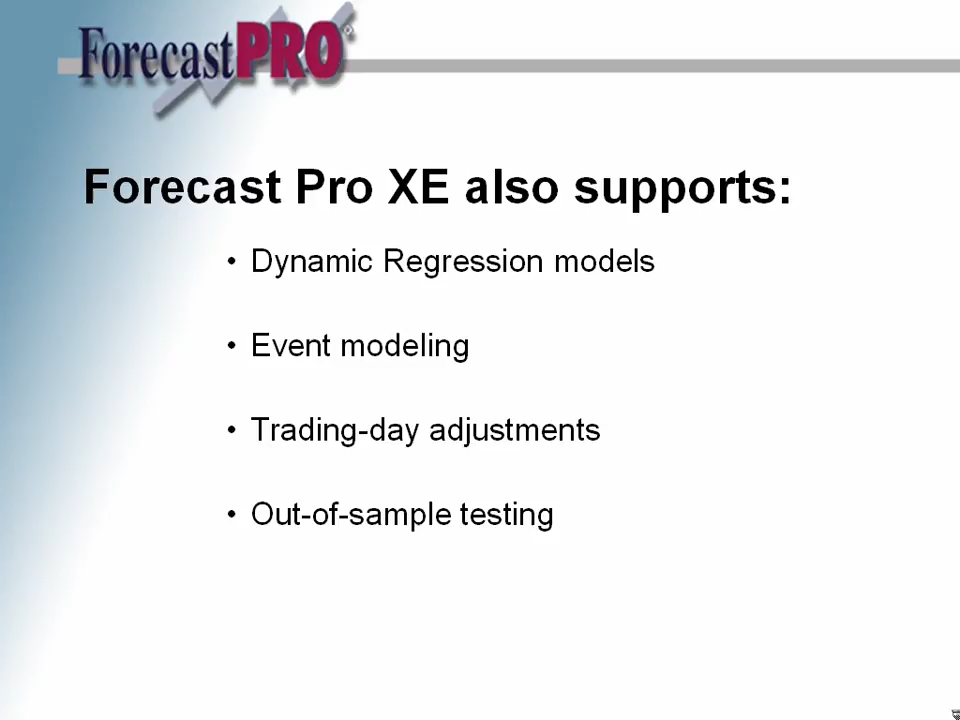 ForecastPRO®
Forecast Pro XE also supports:
• Dynamic Regression models
• Event modeling
• Trading-day adjustments
• Out-of-sample testing